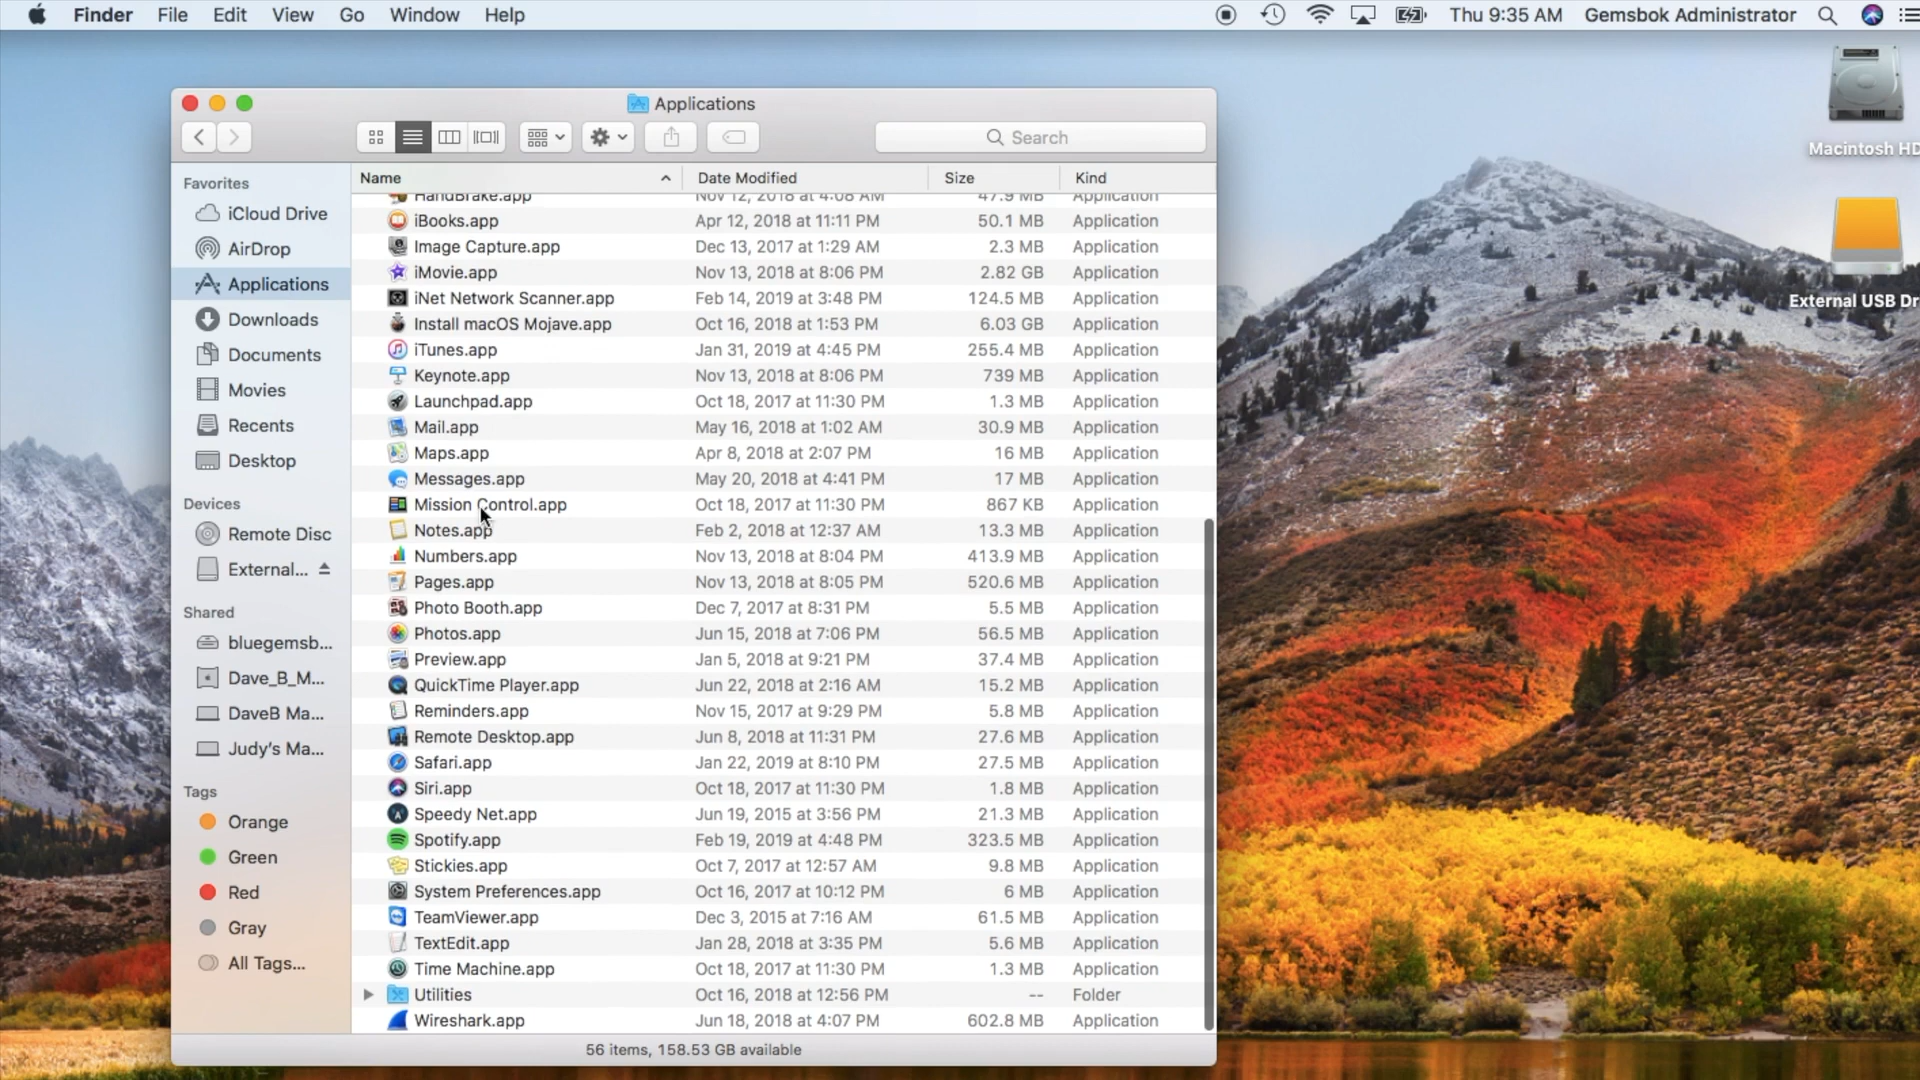 Finder File Edit View Go Window Help Thu 9:35 AM Gemsbok Administrator
Applications
Search
Name Date Modified Size Kind
HandBrake.app Nov 12, 2018 at 4:08 AM 47.9 MB Application
iBooks.app Apr 12, 2018 at 11:11 PM 50.1 MB Application
Image Capture.app Dec 13, 2017 at 1:29 AM 2.3 MB Application
iMovie.app Nov 13, 2018 at 8:06 PM 2.82 GB Application
iNet Network Scanner.app Feb 14, 2019 at 3:48 PM 124.5 MB Application
Install macOS Mojave.app Oct 16, 2018 at 1:53 PM 6.03 GB Application
iTunes.app Jan 31, 2019 at 4:45 PM 255.4 MB Application
Keynote.app Nov 13, 2018 at 8:06 PM 739 MB Application
Launchpad.app Oct 18, 2017 at 11:30 PM 1.3 MB Application
Mail.app May 16, 2018 at 1:02 AM 30.9 MB Application
Maps.app Apr 8, 2018 at 2:07 PM 16 MB Application
Messages.app May 20, 2018 at 4:41 PM 17 MB Application
Mission Control.app Oct 18, 2017 at 11:30 PM 867 KB Application
Notes.app Feb 2, 2018 at 12:37 AM 13.3 MB Application
Numbers.app Nov 13, 2018 at 8:04 PM 413.9 MB Application
Pages.app Nov 13, 2018 at 8:05 PM 520.6 MB Application
Photo Booth.app Dec 7, 2017 at 8:31 PM 5.5 MB Application
Photos.app Jun 15, 2018 at 7:06 PM 56.5 MB Application
Preview.app Jan 5, 2018 at 9:21 PM 37.4 MB Application
QuickTime Player.app Jun 22, 2018 at 2:16 AM 15.2 MB Application
Reminders.app Nov 15, 2017 at 9:29 PM 5.8 MB Application
Remote Desktop.app Jun 8, 2018 at 11:31 PM 27.6 MB Application
Safari.app Jan 22, 2019 at 8:10 PM 27.5 MB Application
Siri.app Oct 18, 2017 at 11:30 PM 1.8 MB Application
Speedy Net.app Jun 19, 2015 at 3:56 PM 21.3 MB Application
Spotify.app Feb 19, 2019 at 4:48 PM 323.5 MB Application
Stickies.app Oct 7, 2017 at 12:57 AM 9.8 MB Application
System Preferences.app Oct 16, 2017 at 10:12 PM 6 MB Application
TeamViewer.app Dec 3, 2015 at 7:16 AM 61.5 MB Application
TextEdit.app Jan 28, 2018 at 3:35 PM 5.6 MB Application
Time Machine.app Oct 18, 2017 at 11:30 PM 1.3 MB Application
Utilities Oct 16, 2018 at 12:56 PM -- Folder
Wireshark.app Jun 18, 2018 at 4:07 PM 602.8 MB Application
56 items, 158.53 GB available
Favorites
iCloud Drive
AirDrop
Applications
Downloads
Documents
Movies
Recents
Desktop
Devices
Remote Disc
External...
Shared
bluegemsb...
Dave_B_M...
DaveB Ma...
Judy's Ma...
Tags
Orange
Green
Red
Gray
All Tags...
Macintosh HD
External USB Dr